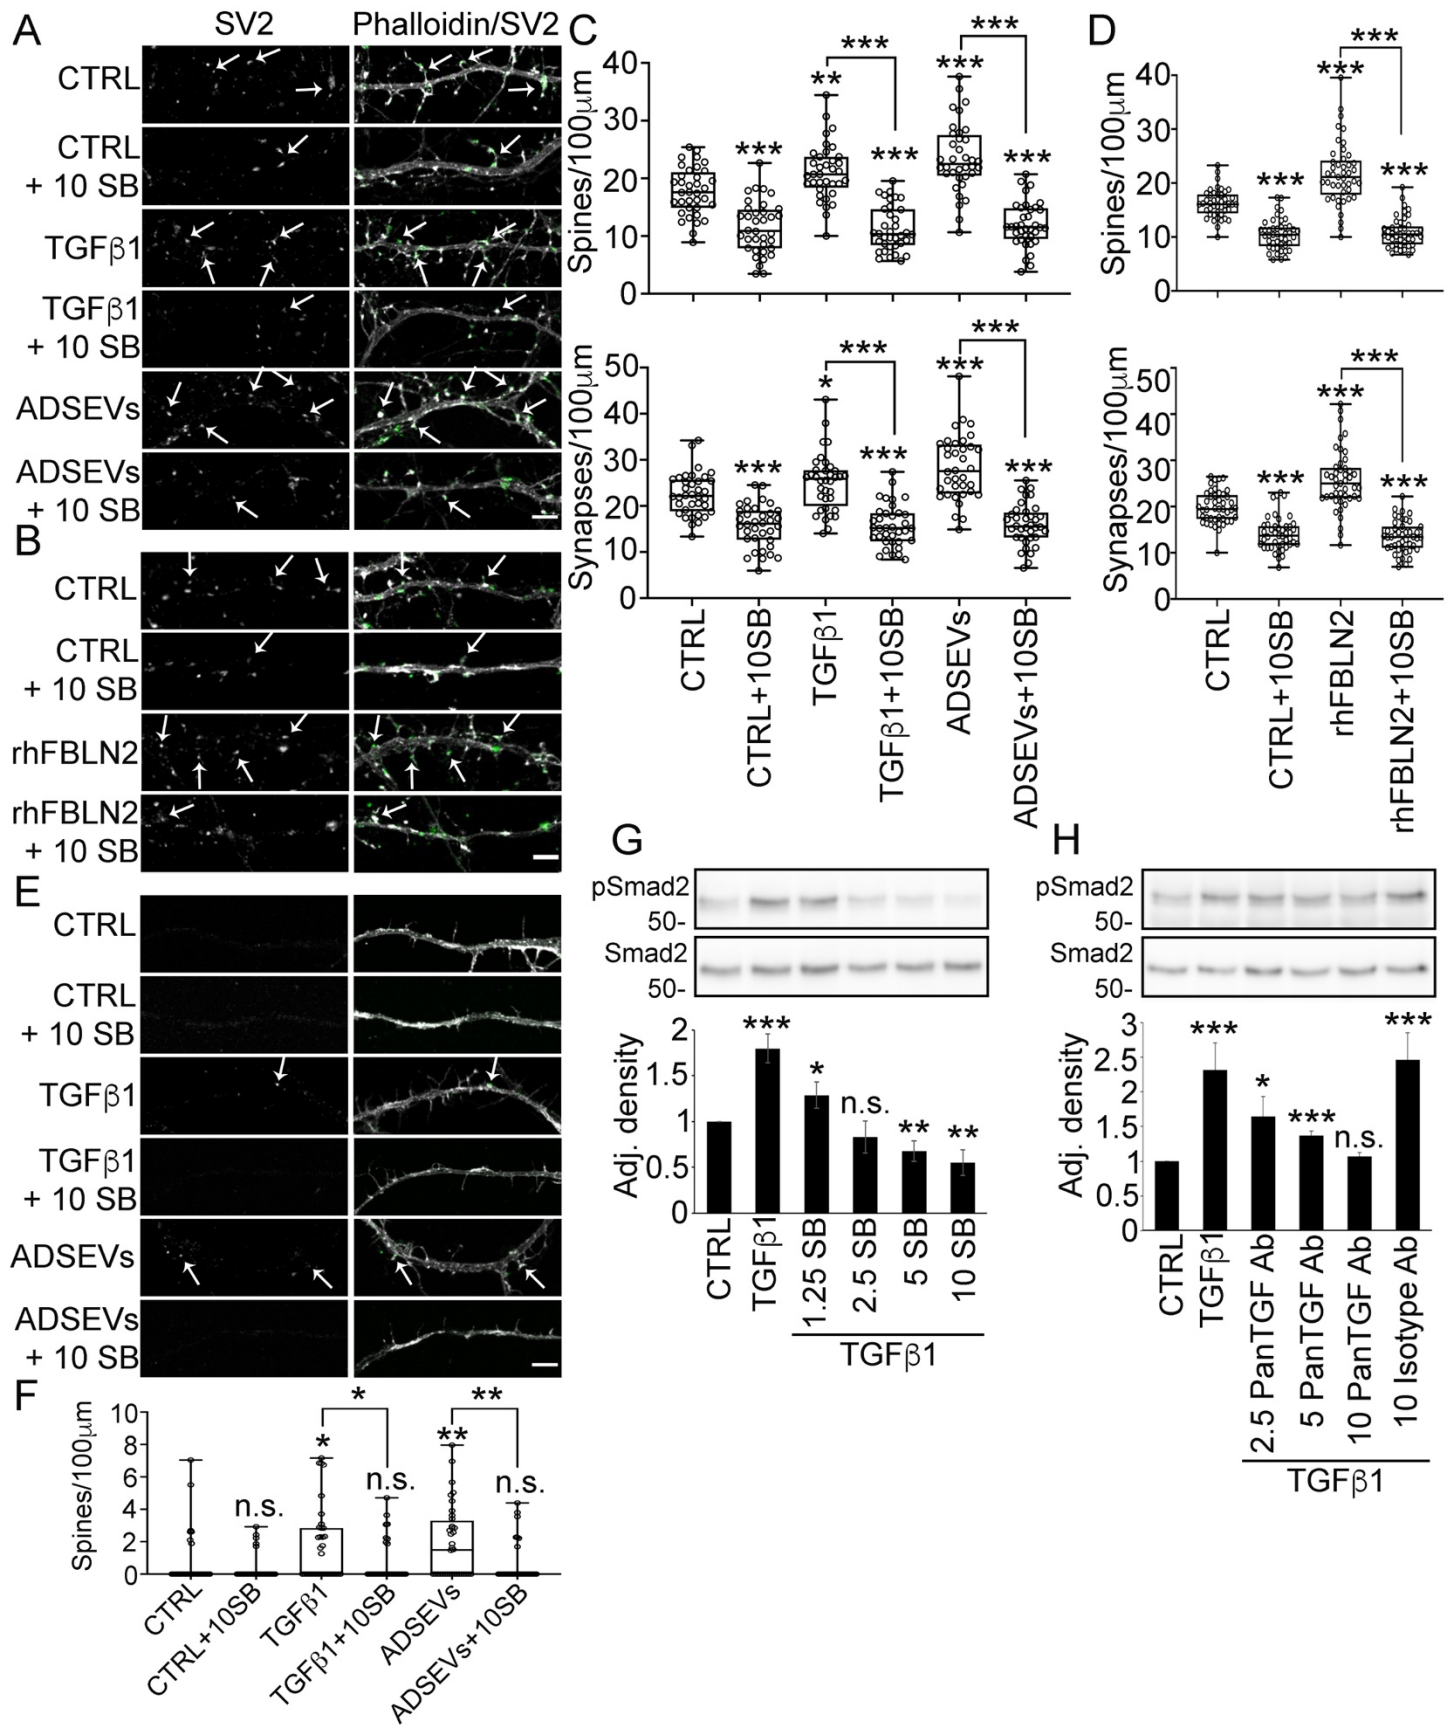 A
SV2
Phalloidin/SV2
CTRL
CTRL
+ 10 SB
TGFβ1
TGFβ1
+ 10 SB
ADSEVs
ADSEVs
+ 10 SB
B
CTRL
CTRL
+ 10 SB
rhFBLN2
rhFBLN2
+ 10 SB
C
***
***
***
**
***
***
***
Spines/100μm
40
30
20
10
0
***
***
***
*
***
***
***
Synapses/100μm
50
40
30
20
10
0
CTRL
CTRL+10SB
TGFβ1
TGFβ1+10SB
ADSEVs
ADSEVs+10SB
D
***
***
***
***
Spines/100μm
40
30
20
10
0
***
***
***
***
Synapses/100μm
50
40
30
20
10
0
CTRL
CTRL+10SB
rhFBLN2
rhFBLN2+10SB
E
CTRL
CTRL
+ 10 SB
TGFβ1
TGFβ1
+ 10 SB
ADSEVs
ADSEVs
+ 10 SB
F
*
**
*
**
n.s.
n.s.
n.s.
Spines/100μm
10
8
6
4
2
0
CTRL
CTRL+10SB
TGFβ1
TGFβ1+10SB
ADSEVs
ADSEVs+10SB
G
pSmad2
50-
Smad2
50-
Adj. density
2
1.5
1
0.5
0
***
*
n.s.
**
**
CTRL
TGFβ1
1.25 SB
2.5 SB
5 SB
10 SB
TGFβ1
H
pSmad2
50-
Smad2
50-
Adj. density
3
2.5
2
1.5
1
0.5
0
***
*
***
n.s.
***
CTRL
TGFβ1
2.5 PanTGF Ab
5 PanTGF Ab
10 PanTGF Ab
10 Isotype Ab
TGFβ1